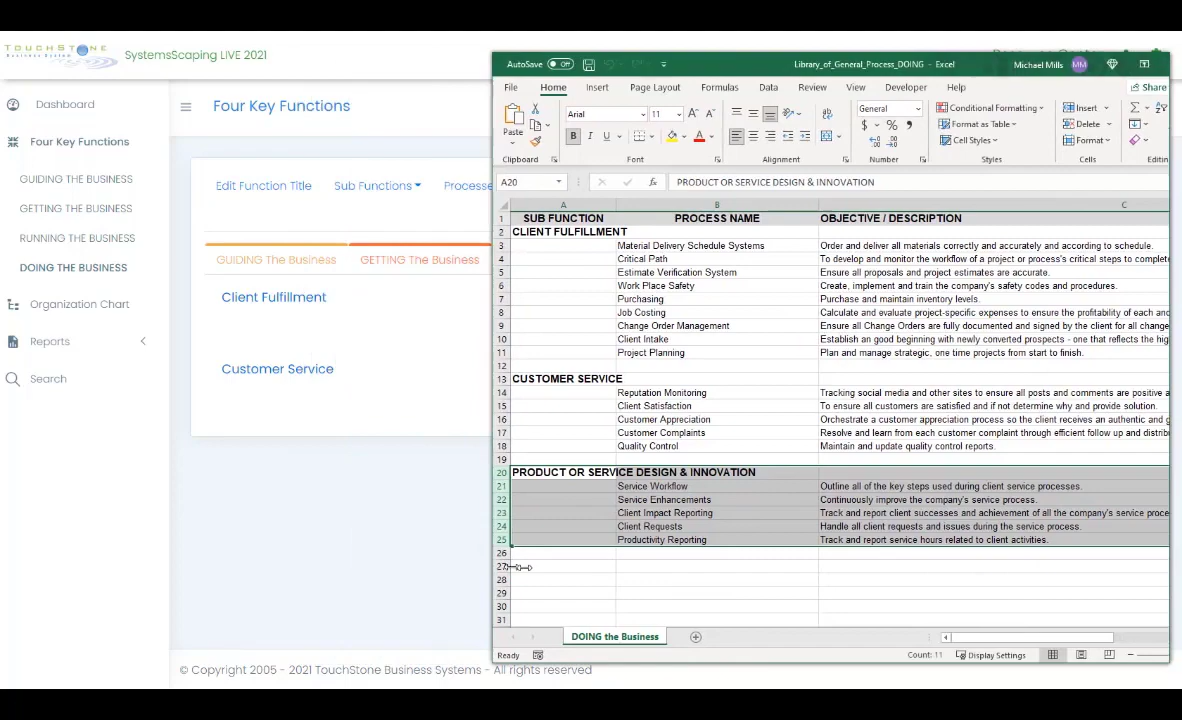 TOUCHSTONE
Business System
SystemsScaping LIVE 2021
Dashboard
Four Key Functions
GUIDING THE BUSINESS
GETTING THE BUSINESS
RUNNING THE BUSINESS
DOING THE BUSINESS
Organization Chart
Reports
Search
Four Key Functions
Edit Function Title Sub Functions Processe
GUIDING The Business GETTING The Business
Client Fulfillment
Customer Service
© Copyright 2005 - 2021 TouchStone Business Systems - All rights reserved
AutoSave Off Library_of_General_Process_DOING - Excel Michael Mills MM
File Home Insert Page Layout Formulas Data Review View Developer Help Share
Paste Arial 11 General Conditional Formatting Insert
B I U Format as Table Delete
Cell Styles Format
Clipboard Font Alignment Number Styles Cells Editin
A20 fx PRODUCT OR SERVICE DESIGN & INNOVATION
A B C
1 SUB FUNCTION PROCESS NAME OBJECTIVE / DESCRIPTION
2 CLIENT FULFILLMENT
3 Material Delivery Schedule Systems Order and deliver all materials correctly and accurately and according to schedule.
4 Critical Path To develop and monitor the workflow of a project or process's critical steps to complete
5 Estimate Verification System Ensure all proposals and project estimates are accurate.
6 Work Place Safety Create, implement and train the company's safety codes and procedures.
7 Purchasing Purchase and maintain inventory levels.
8 Job Costing Calculate and evaluate project-specific expenses to ensure the profitability of each and
9 Change Order Management Ensure all Change Orders are fully documented and signed by the client for all change
10 Client Intake Establish an good beginning with newly converted prospects - one that reflects the hig
11 Project Planning Plan and manage strategic, one time projects from start to finish.
12
13 CUSTOMER SERVICE
14 Reputation Monitoring Tracking social media and other sites to ensure all posts and comments are positive a
15 Client Satisfaction To ensure all customers are satisfied and if not determine why and provide solution.
16 Customer Appreciation Orchestrate a customer appreciation process so the client receives an authentic and g
17 Customer Complaints Resolve and learn from each customer complaint through efficient follow up and distrib
18 Quality Control Maintain and update quality control reports.
19
20 PRODUCT OR SERVICE DESIGN & INNOVATION
21 Service Workflow Outline all of the key steps used during client service processes.
22 Service Enhancements Continuously improve the company's service process.
23 Client Impact Reporting Track and report client successes and achievement of all the company's service proce
24 Client Requests Handle all client requests and issues during the service process.
25 Productivity Reporting Track and report service hours related to client activities.
26
27
28
29
30
31
DOING the Business
Ready Count: 11 Display Settings